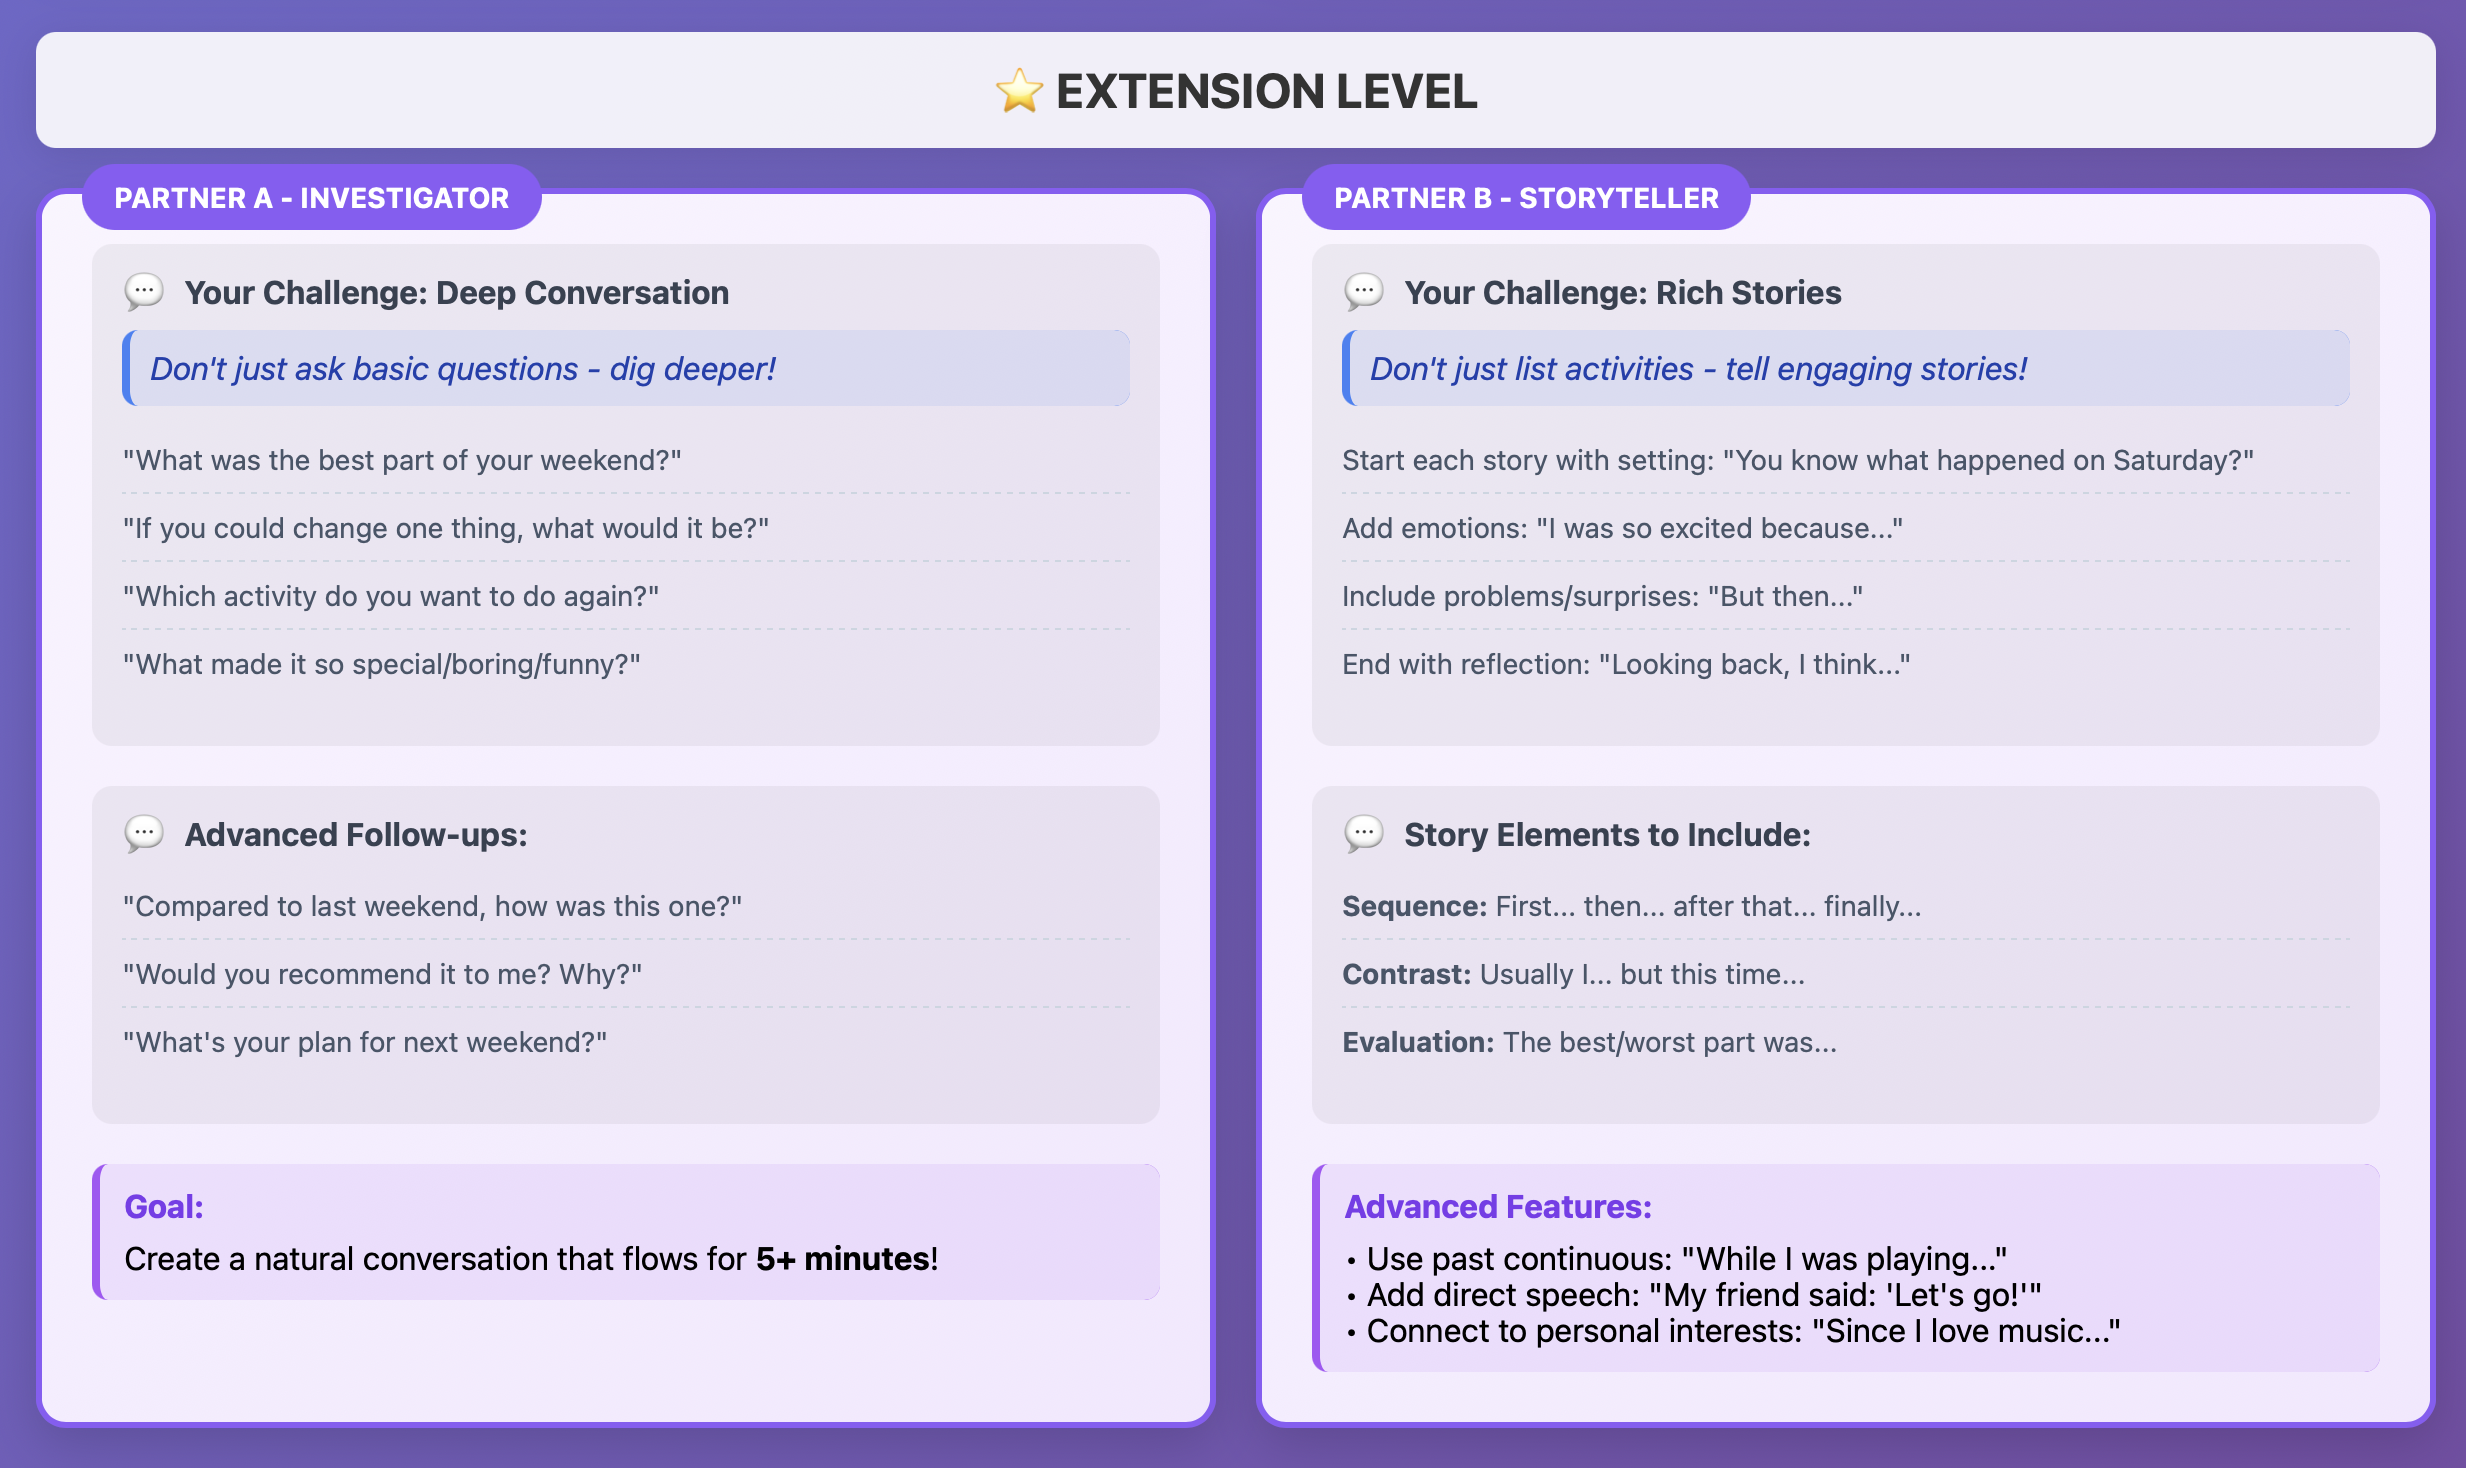 ⭐ EXTENSION LEVEL
PARTNER A - INVESTIGATOR
💬 Your Challenge: Deep Conversation
Don't just ask basic questions - dig deeper!
"What was the best part of your weekend?"
"If you could change one thing, what would it be?"
"Which activity do you want to do again?"
"What made it so special/boring/funny?"
💬 Advanced Follow-ups:
"Compared to last weekend, how was this one?"
"Would you recommend it to me? Why?"
"What's your plan for next weekend?"
Goal:
Create a natural conversation that flows for 5+ minutes!
PARTNER B - STORYTELLER
💬 Your Challenge: Rich Stories
Don't just list activities - tell engaging stories!
Start each story with setting: "You know what happened on Saturday?"
Add emotions: "I was so excited because..."
Include problems/surprises: "But then..."
End with reflection: "Looking back, I think..."
💬 Story Elements to Include:
Sequence: First... then... after that... finally...
Contrast: Usually I... but this time...
Evaluation: The best/worst part was...
Advanced Features:
• Use past continuous: "While I was playing..."
• Add direct speech: "My friend said: 'Let's go!'"
• Connect to personal interests: "Since I love music..."